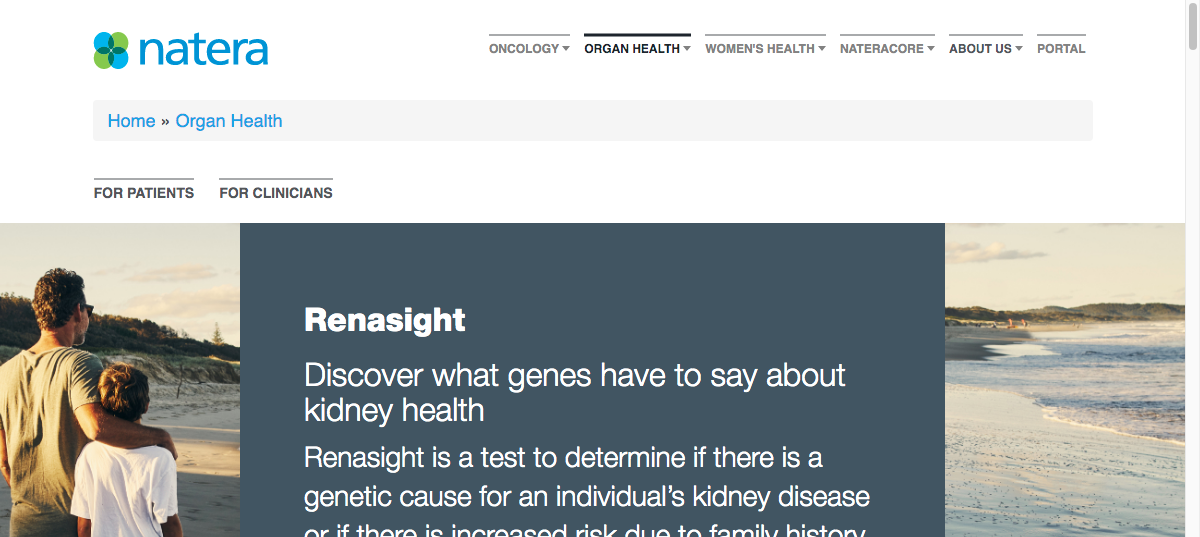 natera
ONCOLOGY ORGAN HEALTH WOMEN'S HEALTH NATERACORE ABOUT US PORTAL
Home » Organ Health
FOR PATIENTS FOR CLINICIANS
Renasight
Discover what genes have to say about
kidney health
Renasight is a test to determine if there is a
genetic cause for an individual’s kidney disease
or if there is increased risk due to family history